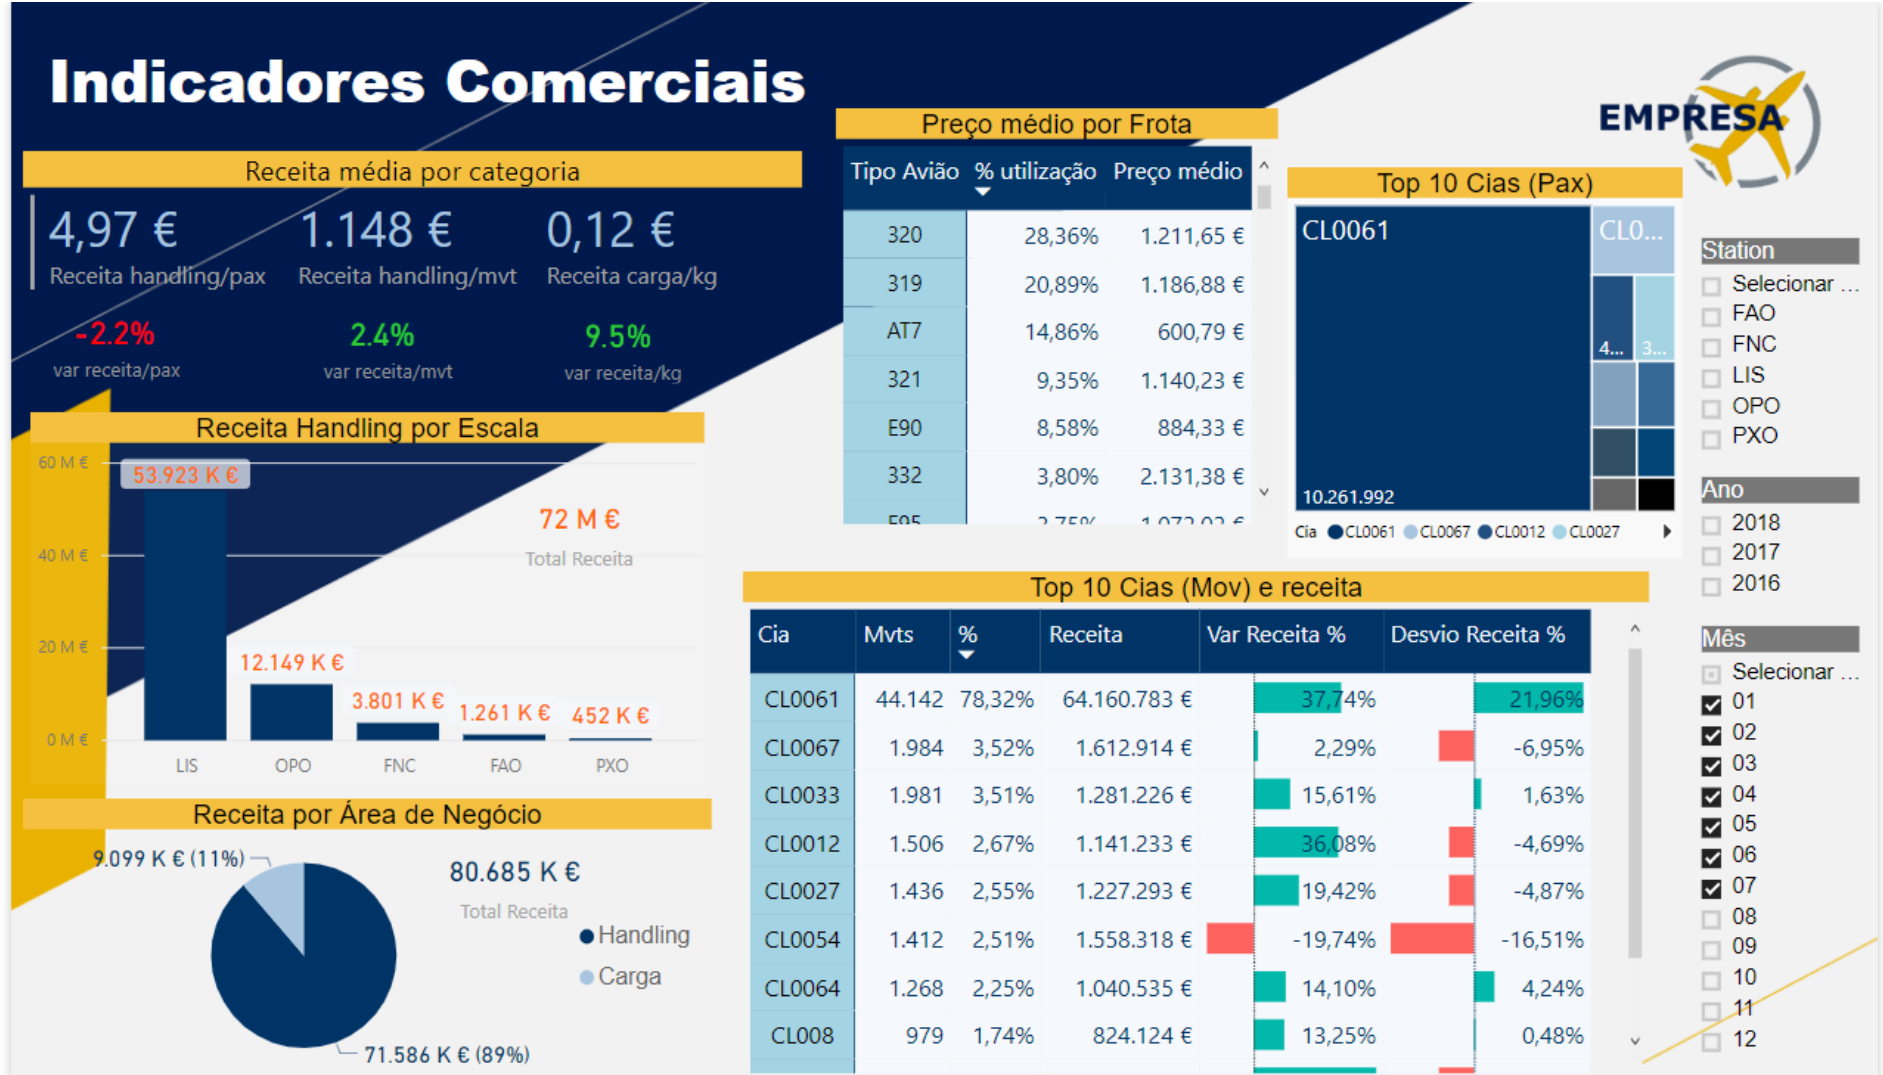 Indicadores Comerciais
EMPRESA
Receita média por categoria
4,97 € 1.148 € 0,12 €
Receita handling/pax Receita handling/mvt Receita carga/kg
-2.2% 2.4% 9.5%
var receita/pax var receita/mvt var receita/kg
Preço médio por Frota
Tipo Avião % utilização Preço médio
320 28,36% 1.211,65 €
319 20,89% 1.186,88 €
AT7 14,86% 600,79 €
321 9,35% 1.140,23 €
E90 8,58% 884,33 €
332 3,80% 2.131,38 €
Top 10 Cias (Pax)
CL0061 CL0...
4... 3...
10.261.992
Cia CL0061 CL0067 CL0012 CL0027
Receita Handling por Escala
60 M €
53.923 K €
72 M €
Total Receita
40 M €
20 M €
12.149 K €
3.801 K €
1.261 K €
452 K €
0 M €
LIS OPO FNC FAO PXO
Receita por Área de Negócio
9.099 K € (11%)
80.685 K €
Total Receita
Handling
Carga
71.586 K € (89%)
Top 10 Cias (Mov) e receita
Cia Mvts % Receita Var Receita % Desvio Receita %
CL0061 44.142 78,32% 64.160.783 € 37,74% 21,96%
CL0067 1.984 3,52% 1.612.914 € 2,29% -6,95%
CL0033 1.981 3,51% 1.281.226 € 15,61% 1,63%
CL0012 1.506 2,67% 1.141.233 € 36,08% -4,69%
CL0027 1.436 2,55% 1.227.293 € 19,42% -4,87%
CL0054 1.412 2,51% 1.558.318 € -19,74% -16,51%
CL0064 1.268 2,25% 1.040.535 € 14,10% 4,24%
CL008 979 1,74% 824.124 € 13,25% 0,48%
Station
Selecionar ...
FAO
FNC
LIS
OPO
PXO
Ano
2018
2017
2016
Mês
Selecionar ...
01
02
03
04
05
06
07
08
09
10
11
12